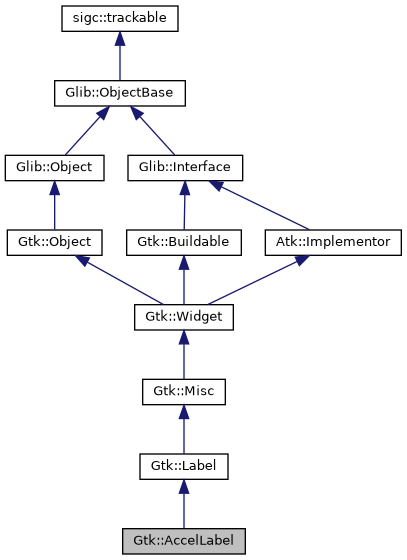 sigc::trackable
Glib::ObjectBase
Glib::Object
Glib::Interface
Gtk::Object
Gtk::Buildable
Atk::Implementor
Gtk::Widget
Gtk::Misc
Gtk::Label
Gtk::AccelLabel